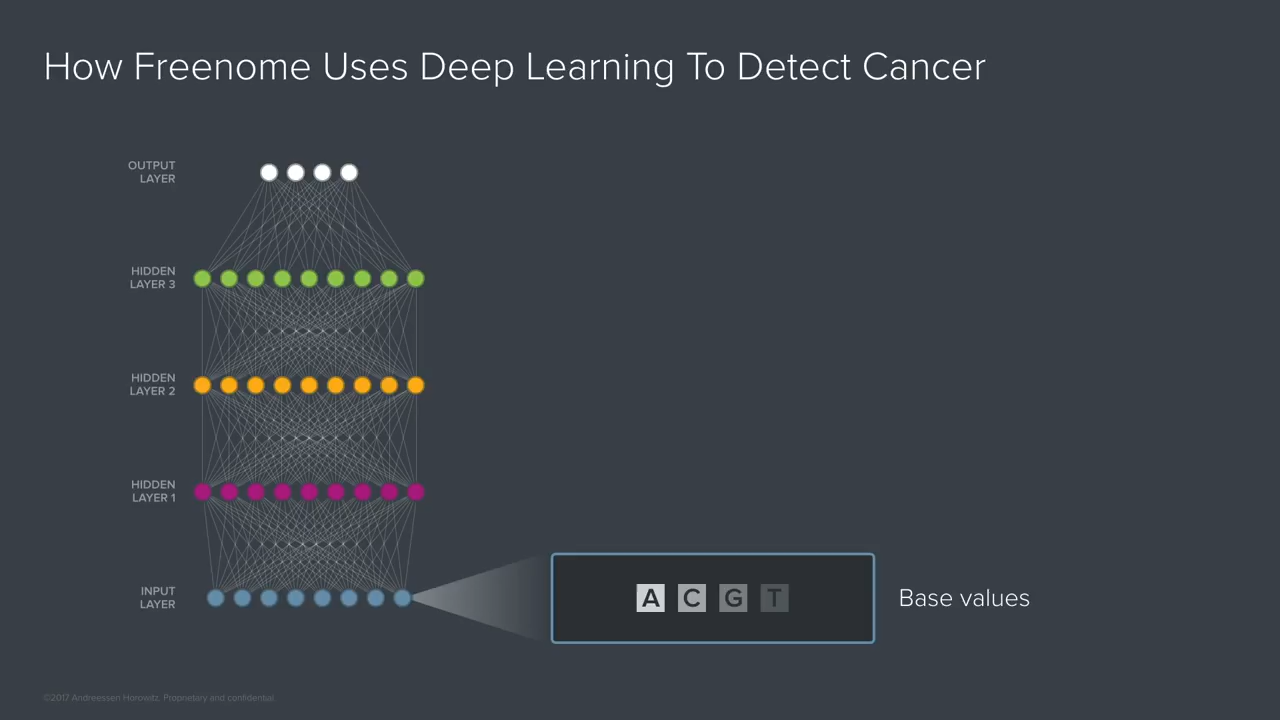 How Freenome Uses Deep Learning To Detect Cancer
OUTPUT
LAYER
HIDDEN
LAYER 3
HIDDEN
LAYER 2
HIDDEN
LAYER 1
INPUT
LAYER
A C G T
Base values
©2017 Andreessen Horowitz. Proprietary and confidential.